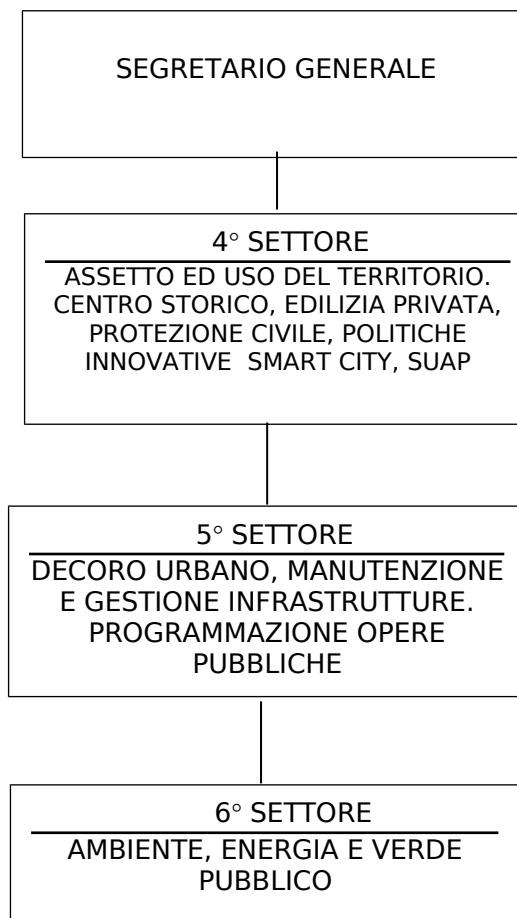 SEGRETARIO GENERALE
4° SETTORE
ASSETTO ED USO DEL TERRITORIO.
CENTRO STORICO, EDILIZIA PRIVATA,
PROTEZIONE CIVILE, POLITICHE
INNOVATIVE  SMART CITY, SUAP
5° SETTORE
DECORO URBANO, MANUTENZIONE
E GESTIONE INFRASTRUTTURE.
PROGRAMMAZIONE OPERE
PUBBLICHE
6° SETTORE
AMBIENTE, ENERGIA E VERDE
PUBBLICO